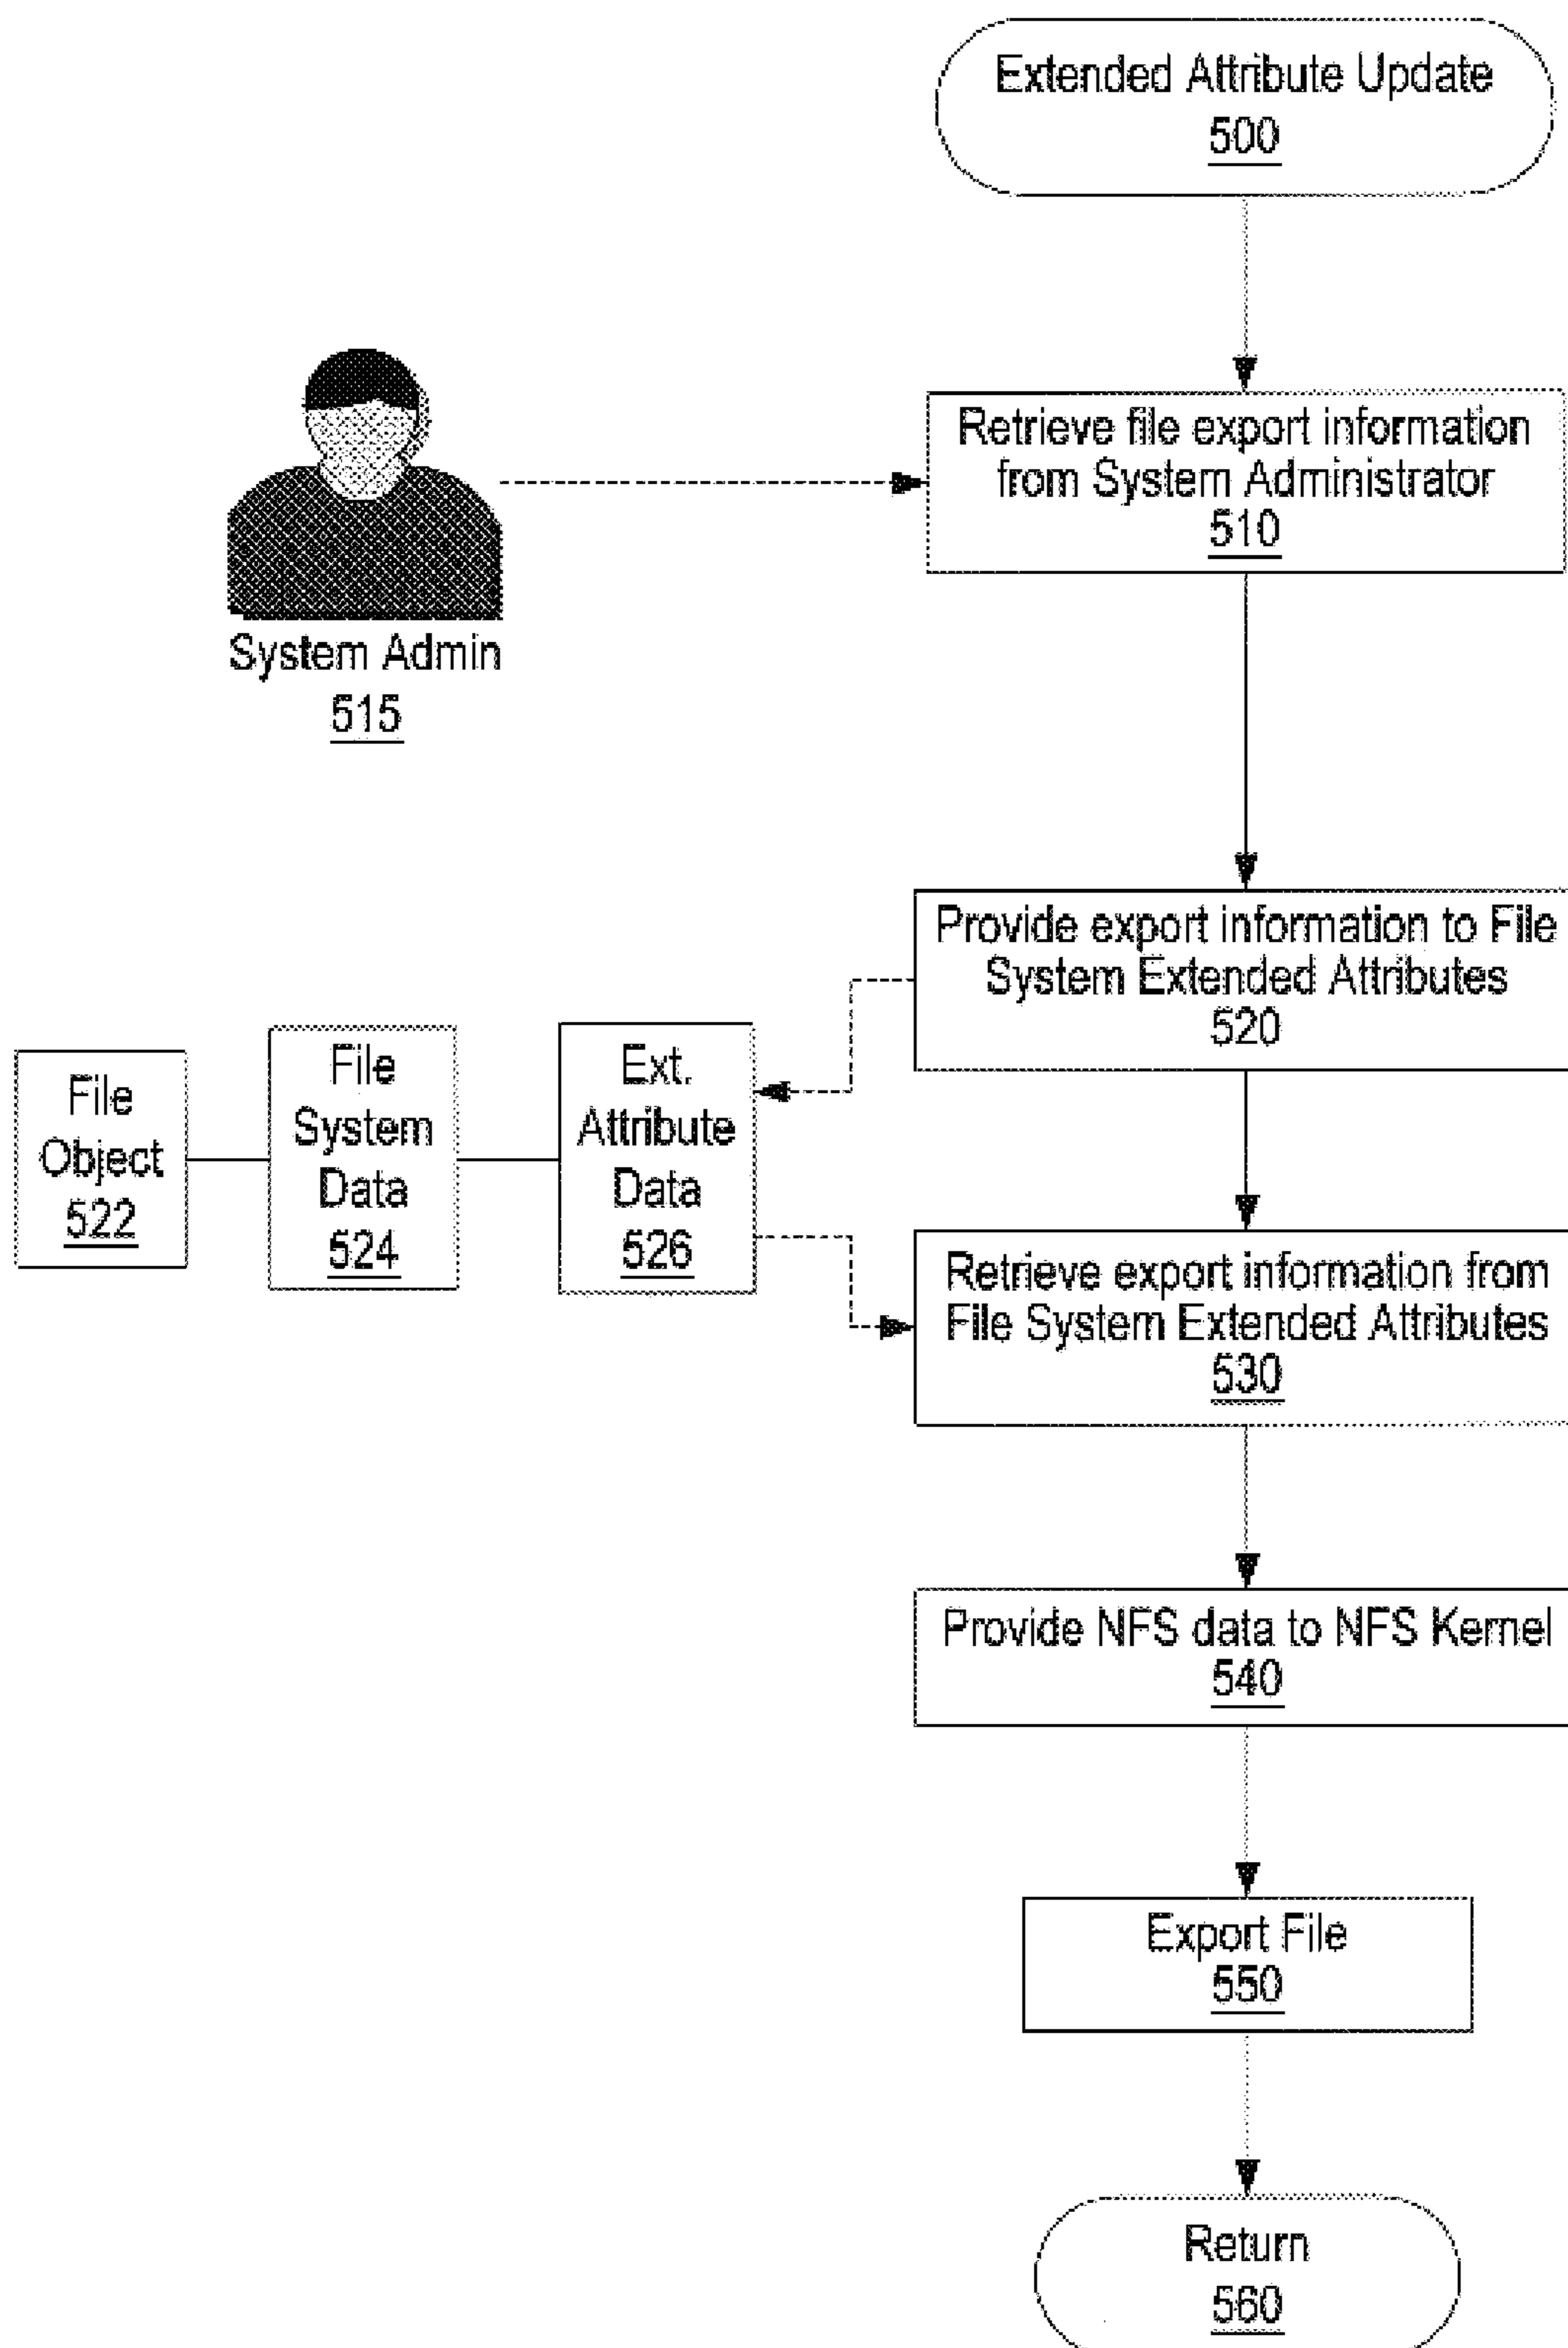 Extended Attribute Update
500
Retrieve file export information
from System Administrator
510
System Admin
515
Provide export information to File
System Extended Attributes
520
File
Object
522
File
System
Data
524
Ext.
Attribute
Data
526
Retrieve export information from
File System Extended Attributes
530
Provide NFS data to NFS Kernel
540
Export File
550
Return
560